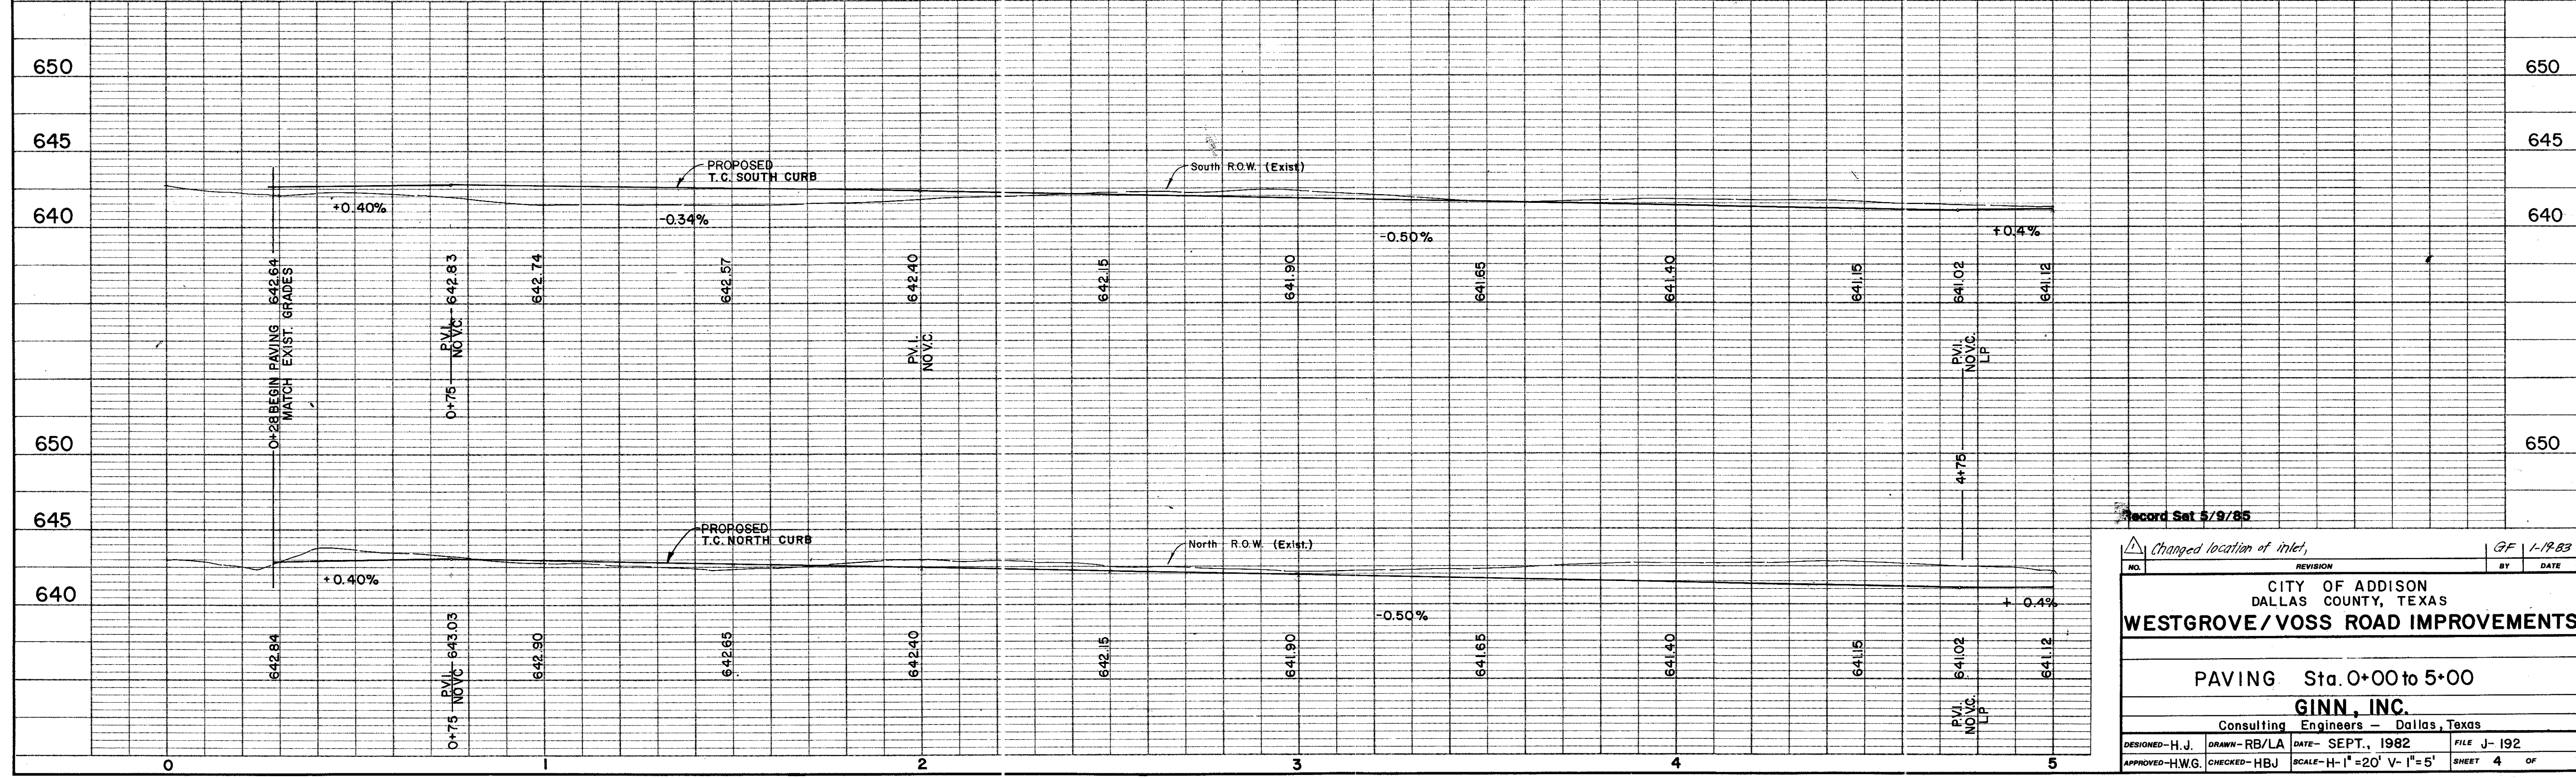 650
650
645
645
PROPOSED
T.C. SOUTH CURB
South R.O.W. (Exist)
640
640
+0.40%
-0.34%
-0.50%
+0.4%
0+28 BEGIN PAVING 642.64
MATCH EXIST. GRADES
0+75 P.V.I. 642.83
NO V.C.
642.74
642.57
642.40
P.V.I.
NO V.C.
642.15
641.90
641.65
641.40
641.15
641.02
P.V.I.
NO V.C.
L.P
641.12
4+75
650
650
645
PROPOSED
T.C. NORTH CURB
North R.O.W. (Exist.)
640
+0.40%
-0.50%
+ 0.4%
642.84
0+75 P.V.I. 643.03
NO VC
642.90
642.65
642.40
642.15
641.90
641.65
641.40
641.15
641.02
P.V.I.
NO V.C.
L.P
641.12
0
1
2
3
4
5
Record Set 5/9/85
1 Changed location of inlet, GF 1-19-83
NO. REVISION BY DATE
CITY OF ADDISON
DALLAS COUNTY, TEXAS
WESTGROVE/VOSS ROAD IMPROVEMENTS
PAVING Sta. 0+00 to 5+00
GINN, INC.
Consulting Engineers — Dallas, Texas
DESIGNED-H.J. DRAWN-RB/LA DATE- SEPT., 1982 FILE J-192
APPROVED-H.W.G. CHECKED-HBJ SCALE-H-1"=20' V-1"=5' SHEET 4 OF